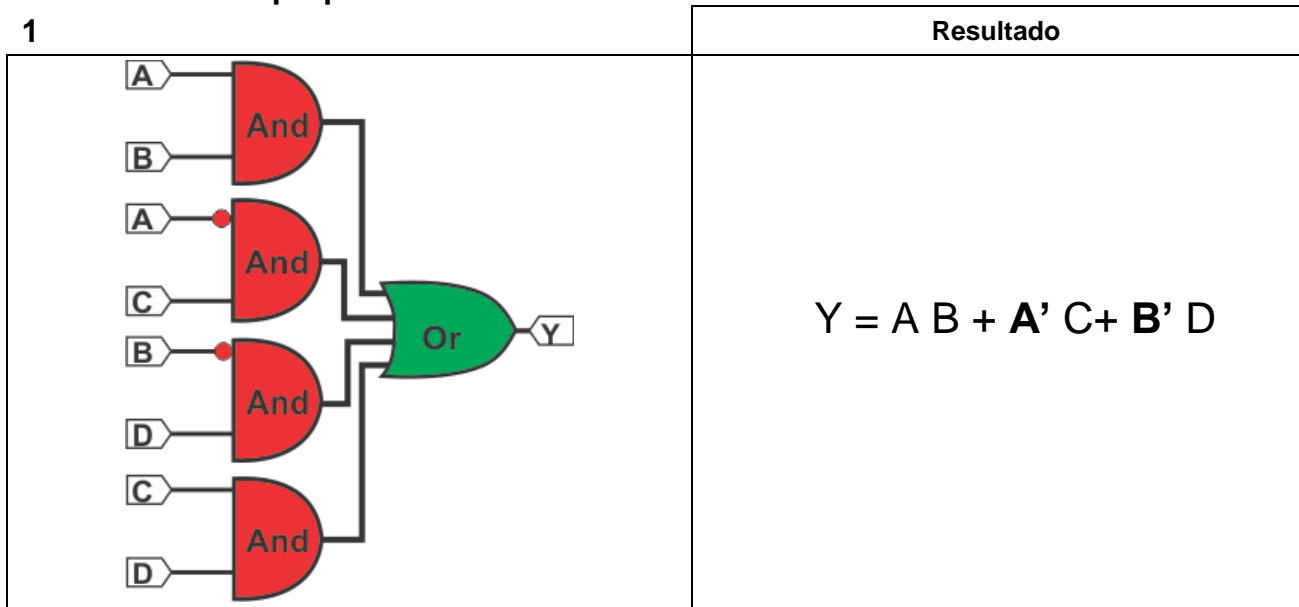 1
Resultado
A
And
B
A
And
C
Or
Y
B
And
D
C
And
D
Y = A B + A’ C+ B’ D